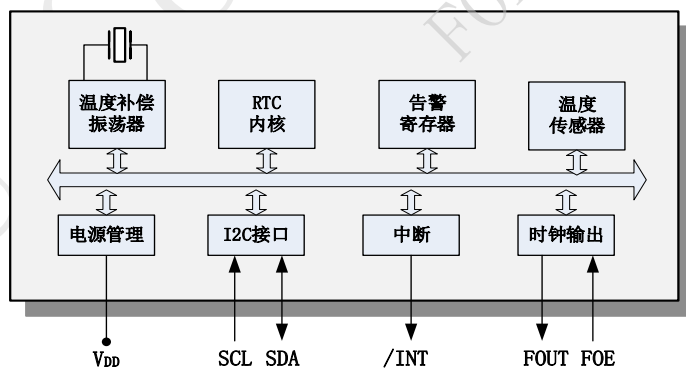 温度补偿
振荡器
RTC
内核
告警
寄存器
温度
传感器
电源管理
I2C接口
中断
时钟输出
VDD
SCL SDA
/INT
FOUT FOE